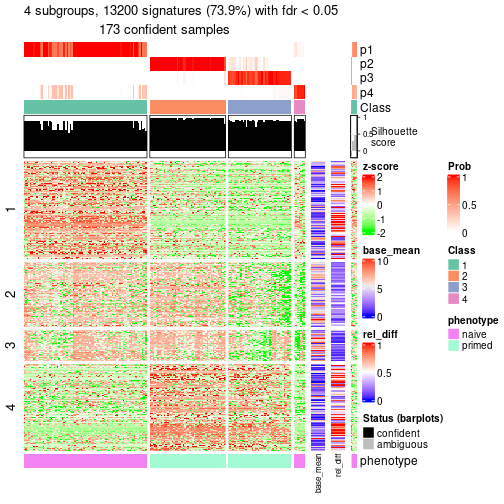 4 subgroups, 13200 signatures (73.9%) with fdr < 0.05
173 confident samples
p1
p2
p3
p4
Class
1
0.5
0
Silhouette
score
1
2
3
4
z-score
2
1
0
-1
-2
Prob
1
0.5
0
base_mean
10
5
0
Class
1
2
3
4
phenotype
naive
primed
rel_diff
1
0.5
0
Status (barplots)
confident
ambiguous
base_mean
rel_diff
phenotype